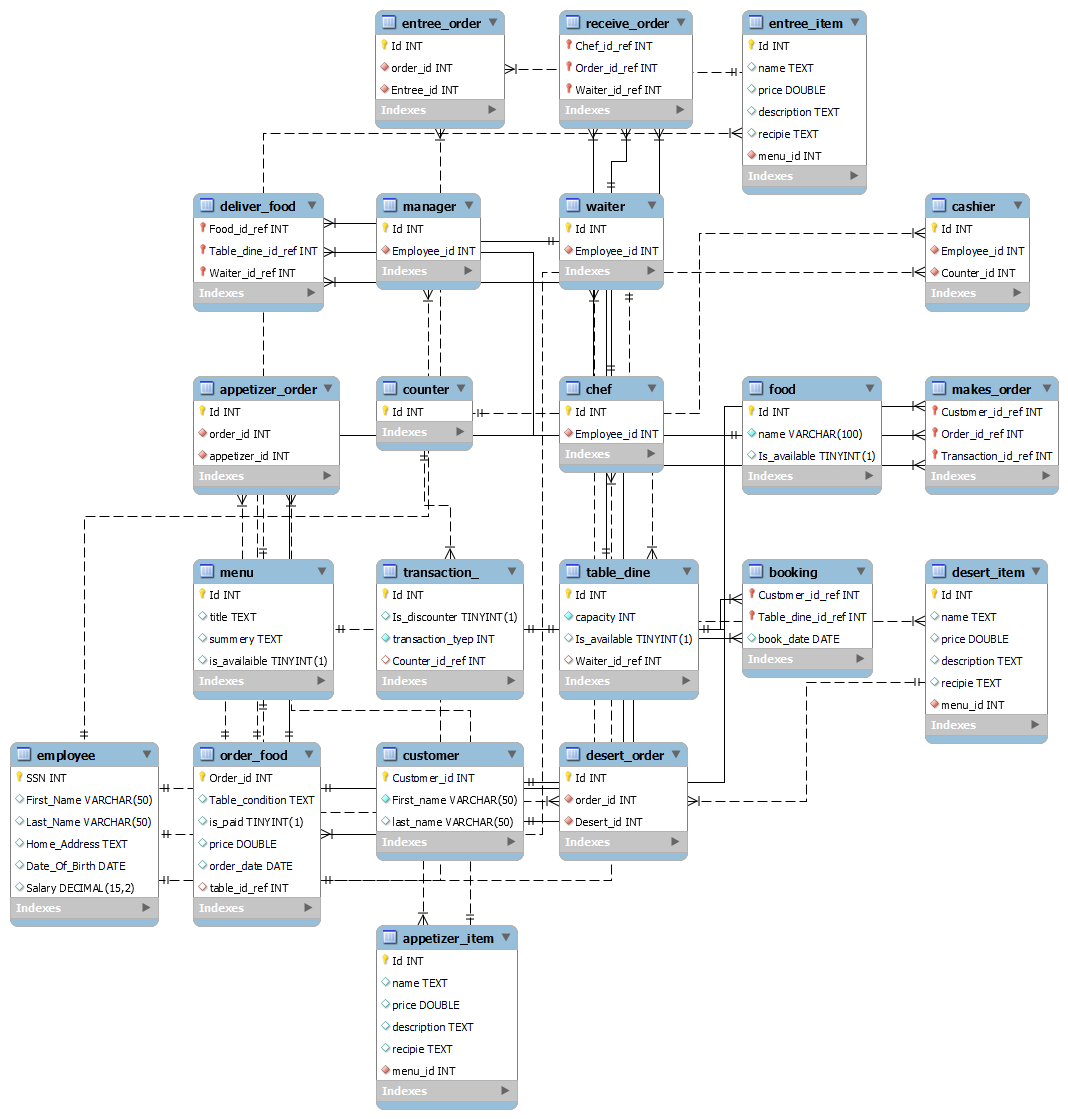 entree_order
Id INT
order_id INT
Entree_id INT
Indexes
receive_order
Chef_id_ref INT
Order_id_ref INT
Waiter_id_ref INT
Indexes
entree_item
Id INT
name TEXT
price DOUBLE
description TEXT
recipie TEXT
menu_id INT
Indexes
deliver_food
Food_id_ref INT
Table_dine_id_ref INT
Waiter_id_ref INT
Indexes
manager
Id INT
Employee_id INT
Indexes
waiter
Id INT
Employee_id INT
Indexes
cashier
Id INT
Employee_id INT
Counter_id INT
Indexes
appetizer_order
Id INT
order_id INT
appetizer_id INT
Indexes
counter
Id INT
Indexes
chef
Id INT
Employee_id INT
Indexes
food
Id INT
name VARCHAR(100)
Is_available TINYINT(1)
Indexes
makes_order
Customer_id_ref INT
Order_id_ref INT
Transaction_id_ref INT
Indexes
menu
Id INT
title TEXT
summery TEXT
is_available TINYINT(1)
Indexes
transaction_
Id INT
Is_discounter TINYINT(1)
transaction_typep INT
Counter_id_ref INT
Indexes
table_dine
Id INT
capacity INT
Is_available TINYINT(1)
Waiter_id_ref INT
Indexes
booking
Customer_id_ref INT
Table_dine_id_ref INT
book_date DATE
Indexes
desert_item
Id INT
name TEXT
price DOUBLE
description TEXT
recipie TEXT
menu_id INT
Indexes
employee
SSN INT
First_Name VARCHAR(50)
Last_Name VARCHAR(50)
Home_Address TEXT
Date_Of_Birth DATE
Salary DECIMAL(15,2)
Indexes
order_food
Order_id INT
Table_condition TEXT
is_paid TINYINT(1)
price DOUBLE
order_date DATE
table_id_ref INT
Indexes
customer
Customer_id INT
First_name VARCHAR(50)
last_name VARCHAR(50)
Indexes
desert_order
Id INT
order_id INT
Desert_id INT
Indexes
appetizer_item
Id INT
name TEXT
price DOUBLE
description TEXT
recipie TEXT
menu_id INT
Indexes